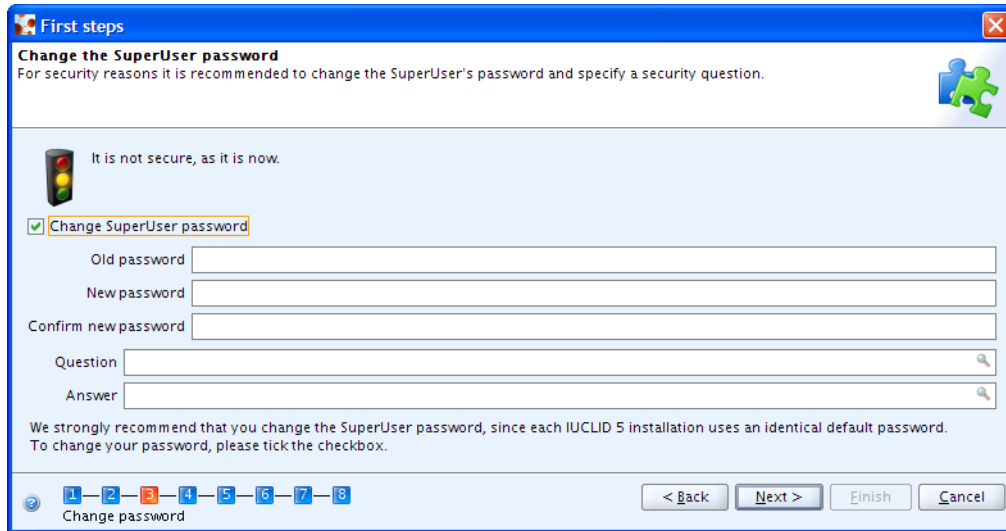 First steps
Change the SuperUser password
For security reasons it is recommended to change the SuperUser's password and specify a security question.
It is not secure, as it is now.
Change SuperUser password
Old password
New password
Confirm new password
Question
Answer
We strongly recommend that you change the SuperUser password, since each IUCLID 5 installation uses an identical default password.
To change your password, please tick the checkbox.
1 2 3 4 5 6 7 8
Change password
< Back Next > Finish Cancel